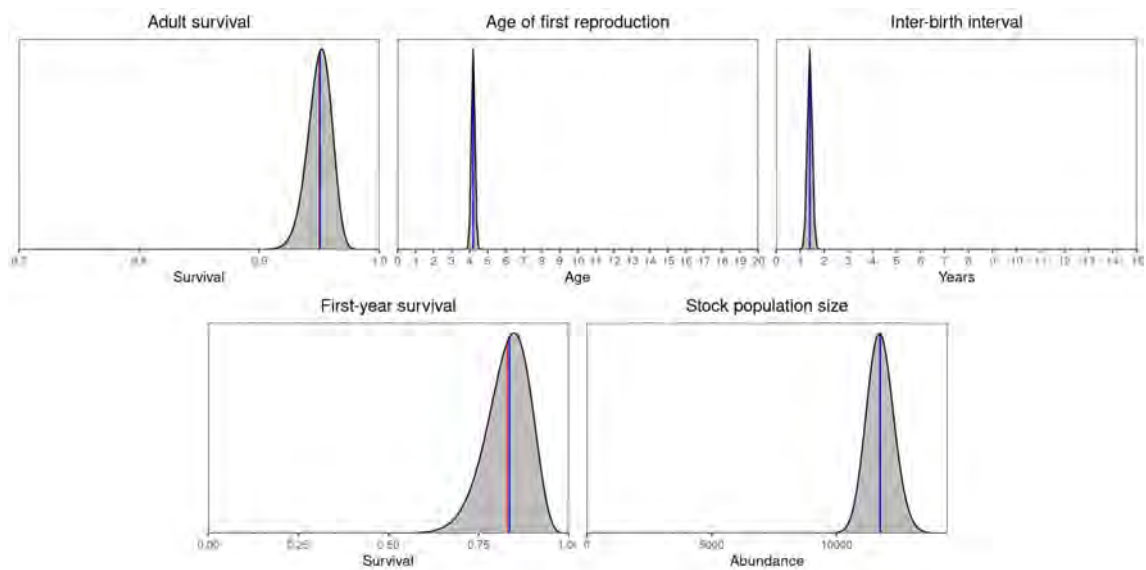 Adult survival Age of first reproduction Inter-birth interval
0.7 0.8 0.9 1.0 0 1 2 3 4 5 6 7 8 9 10 11 12 13 14 15 16 17 18 19 20 0 1 2 3 4 5 6 7 8 9 10 11 12 13 14 15
Survival Age Years
First-year survival Stock population size
0.00 0.25 0.50 0.75 1.00 0 5000 10000
Survival Abundance